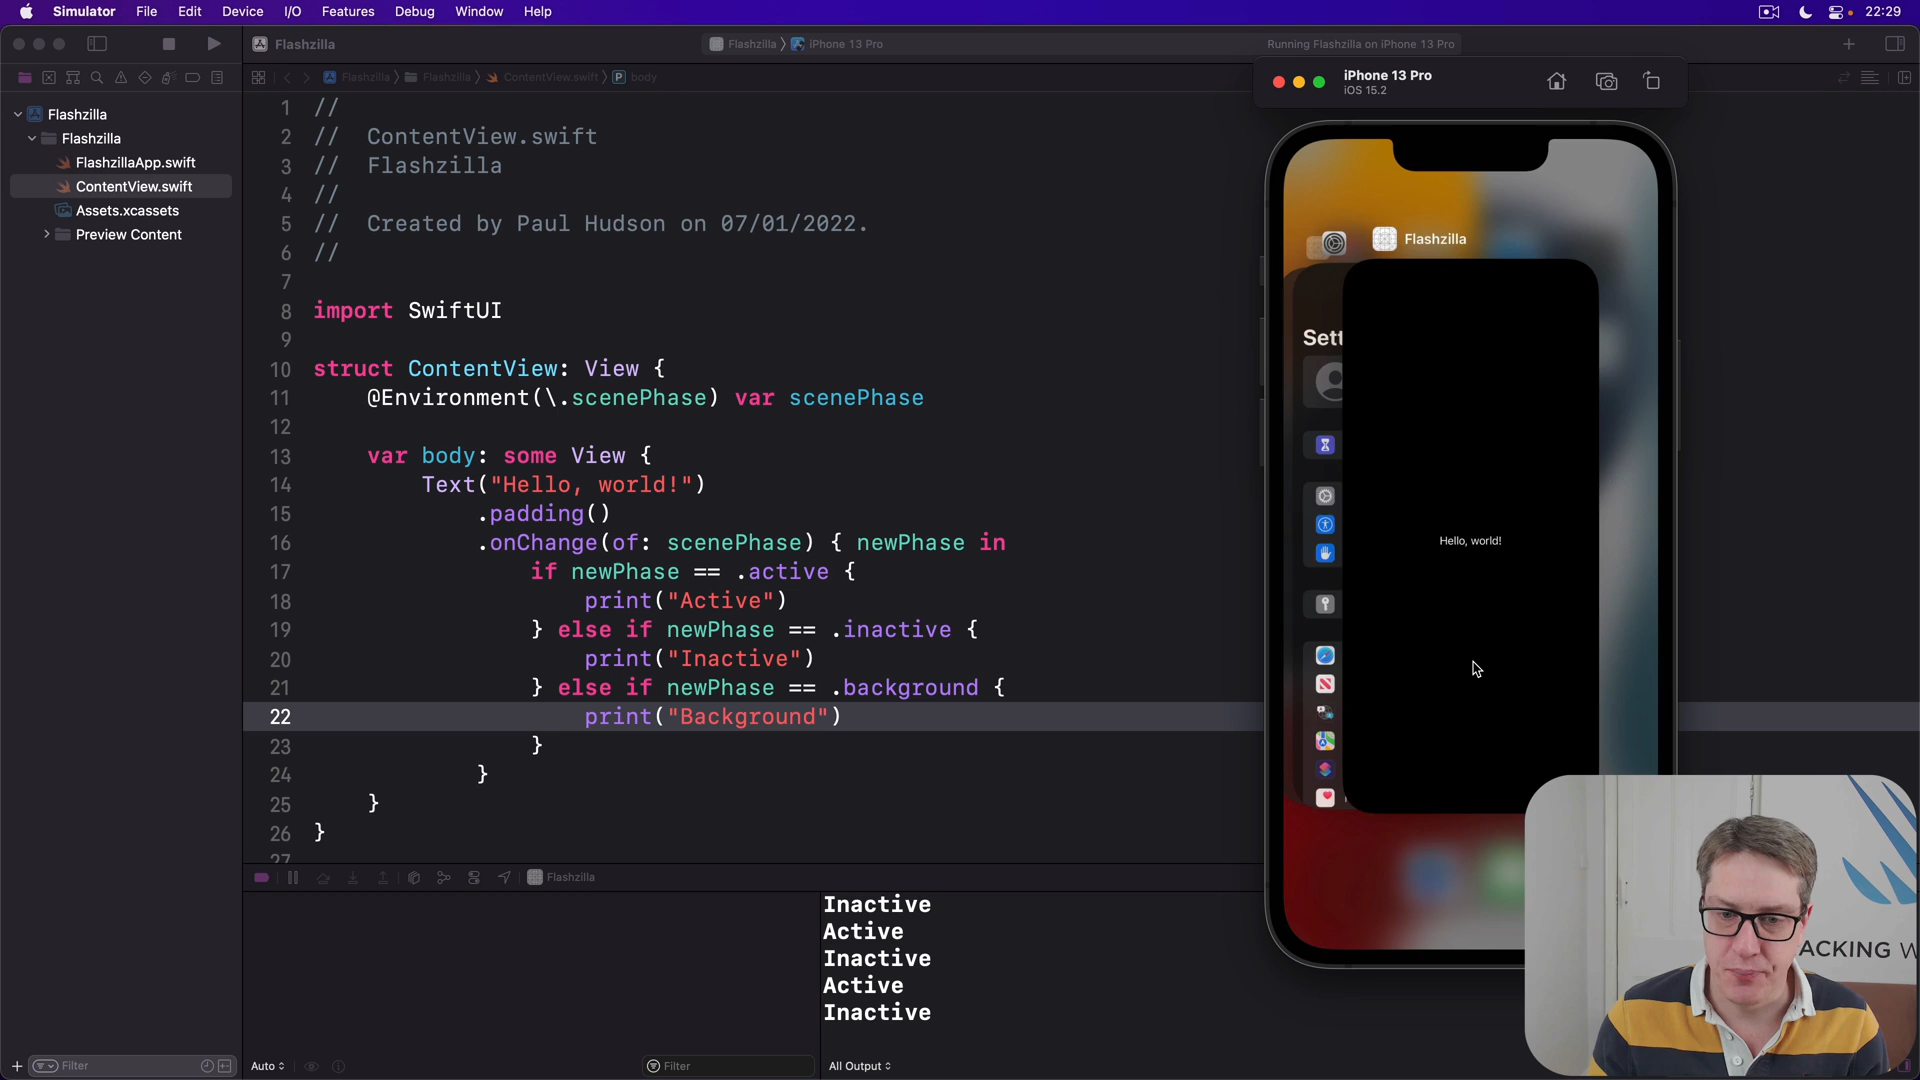 Simulator File Edit View Device I/O Features Debug Window Help 22:29
Flashzilla Flashzilla iPhone 13 Pro Running Flashzilla on iPhone 13 Pro
Flashzilla Flashzilla ContentView.swift P body
iPhone 13 Pro
iOS 15.2
Flashzilla
Flashzilla
FlashzillaApp.swift
ContentView.swift
Assets.xcassets
Preview Content
1 //
2 //  ContentView.swift
3 //  Flashzilla
4 //
5 //  Created by Paul Hudson on 07/01/2022.
6 //
7
8 import SwiftUI
9
10 struct ContentView: View {
11     @Environment(\.scenePhase) var scenePhase
12
13     var body: some View {
14         Text("Hello, world!")
15             .padding()
16             .onChange(of: scenePhase) { newPhase in
17                 if newPhase == .active {
18                     print("Active")
19                 } else if newPhase == .inactive {
20                     print("Inactive")
21                 } else if newPhase == .background {
22                     print("Background")
23                 }
24             }
25     }
26 }
27
Flashzilla
Sett
Hello, world!
Flashzilla
Inactive
Active
Inactive
Active
Inactive
Filter
Auto
Filter
All Output
ACKING W